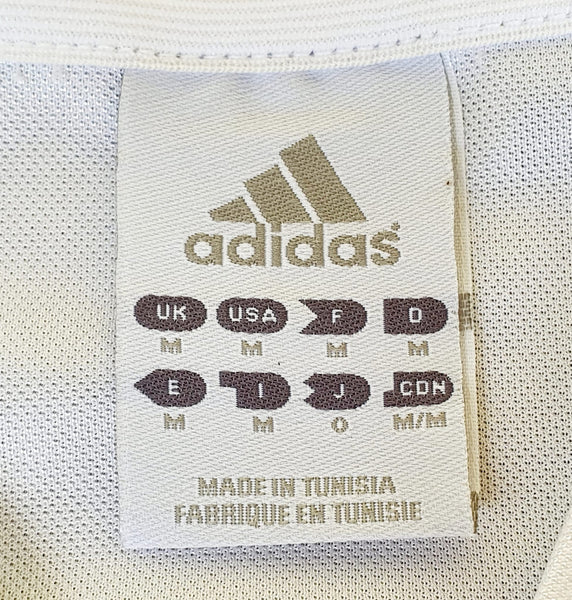 adidas
UK USA F D
M M M M
E I J CDN
M M O M/M
MADE IN TUNISIA
FABRIQUE EN TUNISIE